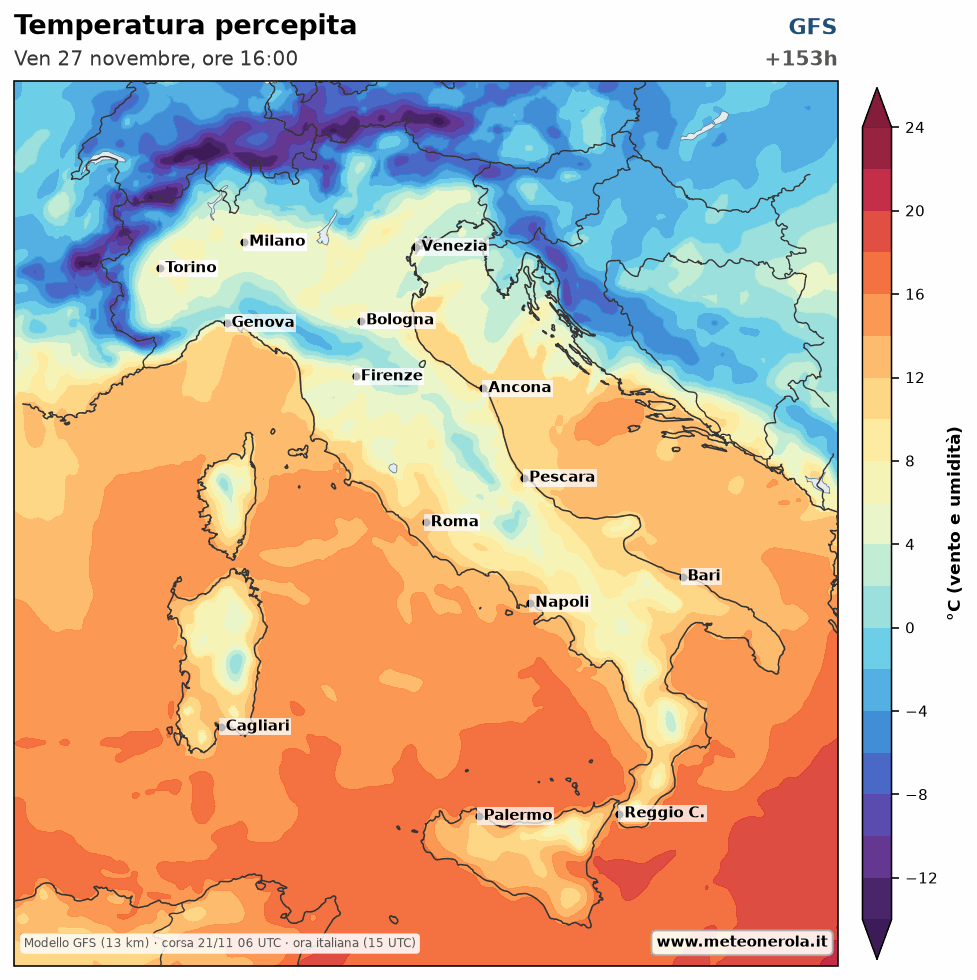 Temperatura percepita
GFS
Ven 27 novembre, ore 16:00
+153h
Milano
Venezia
Torino
Genova
Bologna
Firenze
Ancona
Pescara
Roma
Bari
Napoli
Cagliari
Palermo
Reggio C.
24
20
16
12
8
4
0
−4
−8
−12
°C (vento e umidità)
Modello GFS (13 km) · corsa 21/11 06 UTC · ora italiana (15 UTC)
www.meteonerola.it